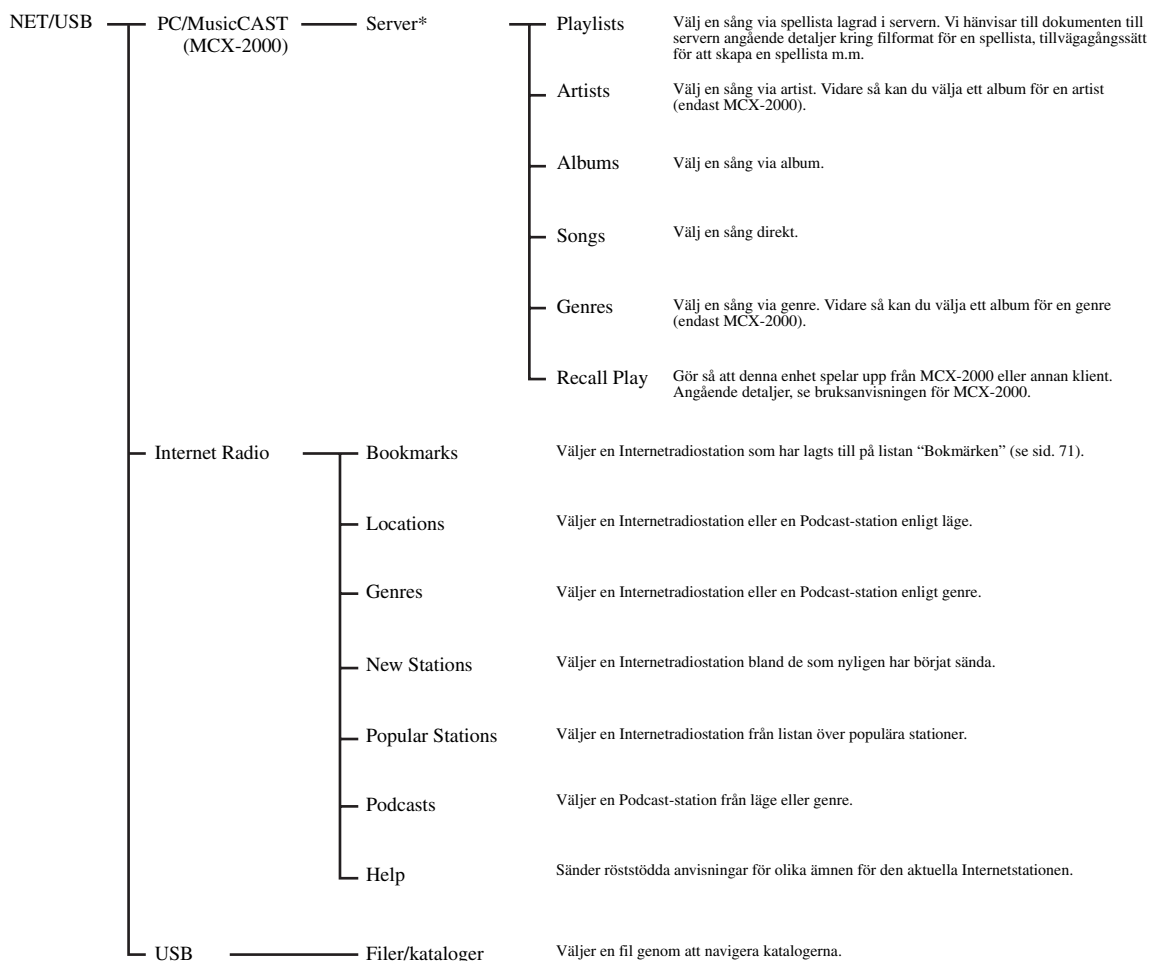 NET/USB
PC/MusicCAST
(MCX-2000)
Server*
Playlists
Välj en sång via spellista lagrad i servern. Vi hänvisar till dokumenten till
servern angående detaljer kring filformat för en spellista, tillvägagångssätt
för att skapa en spellista m.m.
Artists
Välj en sång via artist. Vidare så kan du välja ett album för en artist
(endast MCX-2000).
Albums
Välj en sång via album.
Songs
Välj en sång direkt.
Genres
Välj en sång via genre. Vidare så kan du välja ett album för en genre
(endast MCX-2000).
Recall Play
Gör så att denna enhet spelar upp från MCX-2000 eller annan klient.
Angående detaljer, se bruksanvisningen för MCX-2000.
Internet Radio
Bookmarks
Väljer en Internetradiostation som har lagts till på listan “Bokmärken” (se sid. 71).
Locations
Väljer en Internetradiostation eller en Podcast-station enligt läge.
Genres
Väljer en Internetradiostation eller en Podcast-station enligt genre.
New Stations
Väljer en Internetradiostation bland de som nyligen har börjat sända.
Popular Stations
Väljer en Internetradiostation från listan över populära stationer.
Podcasts
Väljer en Podcast-station från läge eller genre.
Help
Sänder röststödda anvisningar för olika ämnen för den aktuella Internetstationen.
USB
Filer/kataloger
Väljer en fil genom att navigera katalogerna.